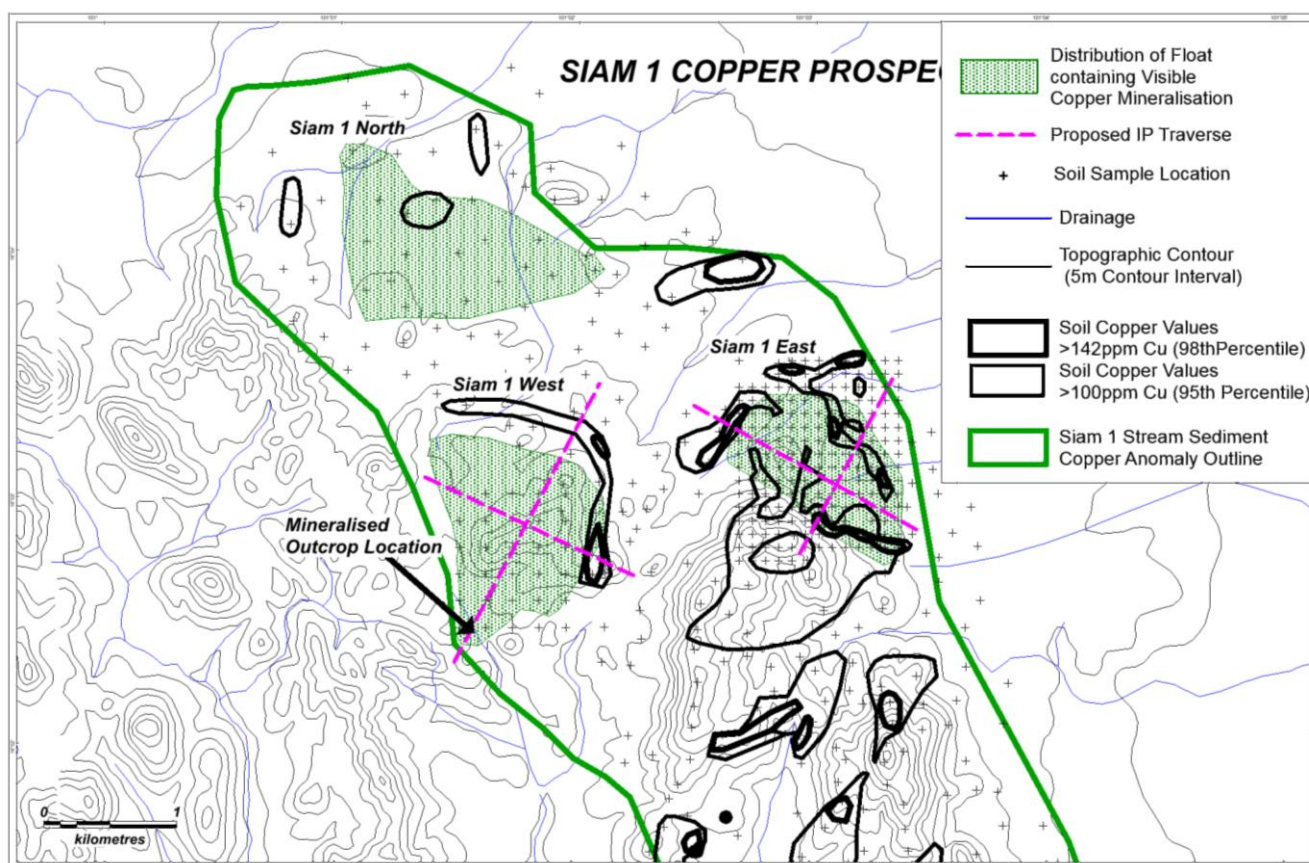 SIAM 1 COPPER PROSPE
Siam 1 North
Siam 1 East
Siam 1 West
Mineralised
Outcrop Location
0 1
kilometres
Distribution of Float
containing Visible
Copper Mineralisation
Proposed IP Traverse
Soil Sample Location
Drainage
Topographic Contour
(5m Contour Interval)
Soil Copper Values
>142ppm Cu (98thPercentile)
Soil Copper Values
>100ppm Cu (95th Percentile)
Siam 1 Stream Sediment
Copper Anomaly Outline